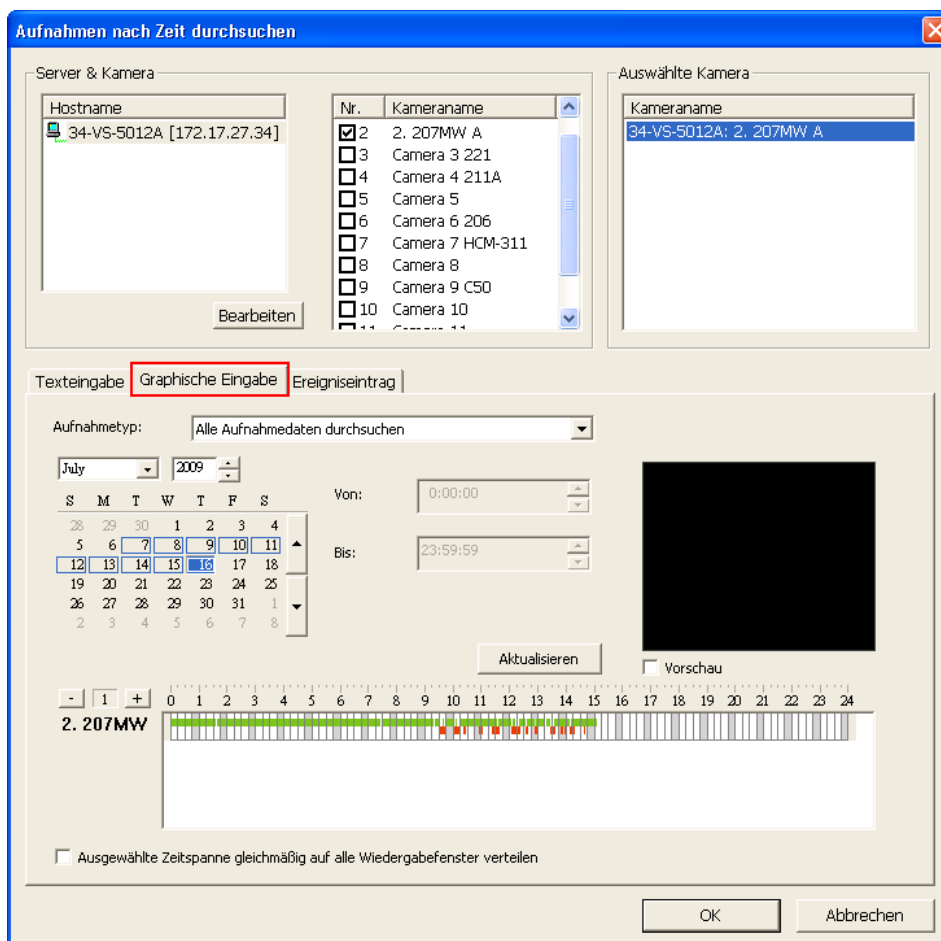 Aufnahmen nach Zeit durchsuchen
Server & Kamera
Hostname
34-VS-5012A [172.17.27.34]
Bearbeiten
Nr. Kameraname
2 2. 207MW A
3 Camera 3 221
4 Camera 4 211A
5 Camera 5
6 Camera 6 206
7 Camera 7 HCM-311
8 Camera 8
9 Camera 9 C50
10 Camera 10
11 Camera 11
Auswählte Kamera
Kameraname
34-VS-5012A: 2. 207MW A
Texteingabe Graphische Eingabe Ereigniseintrag
Aufnahmetyp: Alle Aufnahmedaten durchsuchen
July 2009
S M T W T F S
28 29 30 1 2 3 4
5 6 7 8 9 10 11
12 13 14 15 16 17 18
19 20 21 22 23 24 25
26 27 28 29 30 31 1
2 3 4 5 6 7 8
Von: 0:00:00
Bis: 23:59:59
Aktualisieren
Vorschau
- 1 + 0 1 2 3 4 5 6 7 8 9 10 11 12 13 14 15 16 17 18 19 20 21 22 23 24
2. 207MW
Ausgewählte Zeitspanne gleichmäßig auf alle Wiedergabefenster verteilen
OK Abbrechen